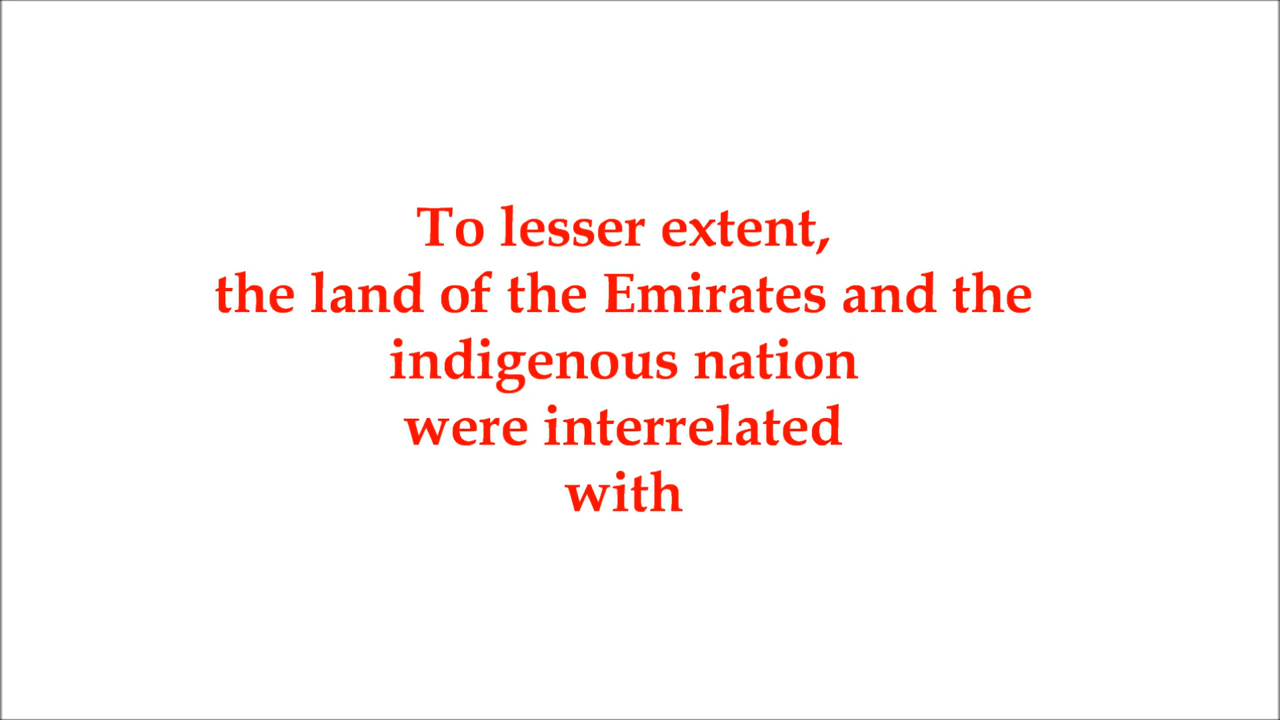 To lesser extent,
the land of the Emirates and the
indigenous nation
were interrelated
with